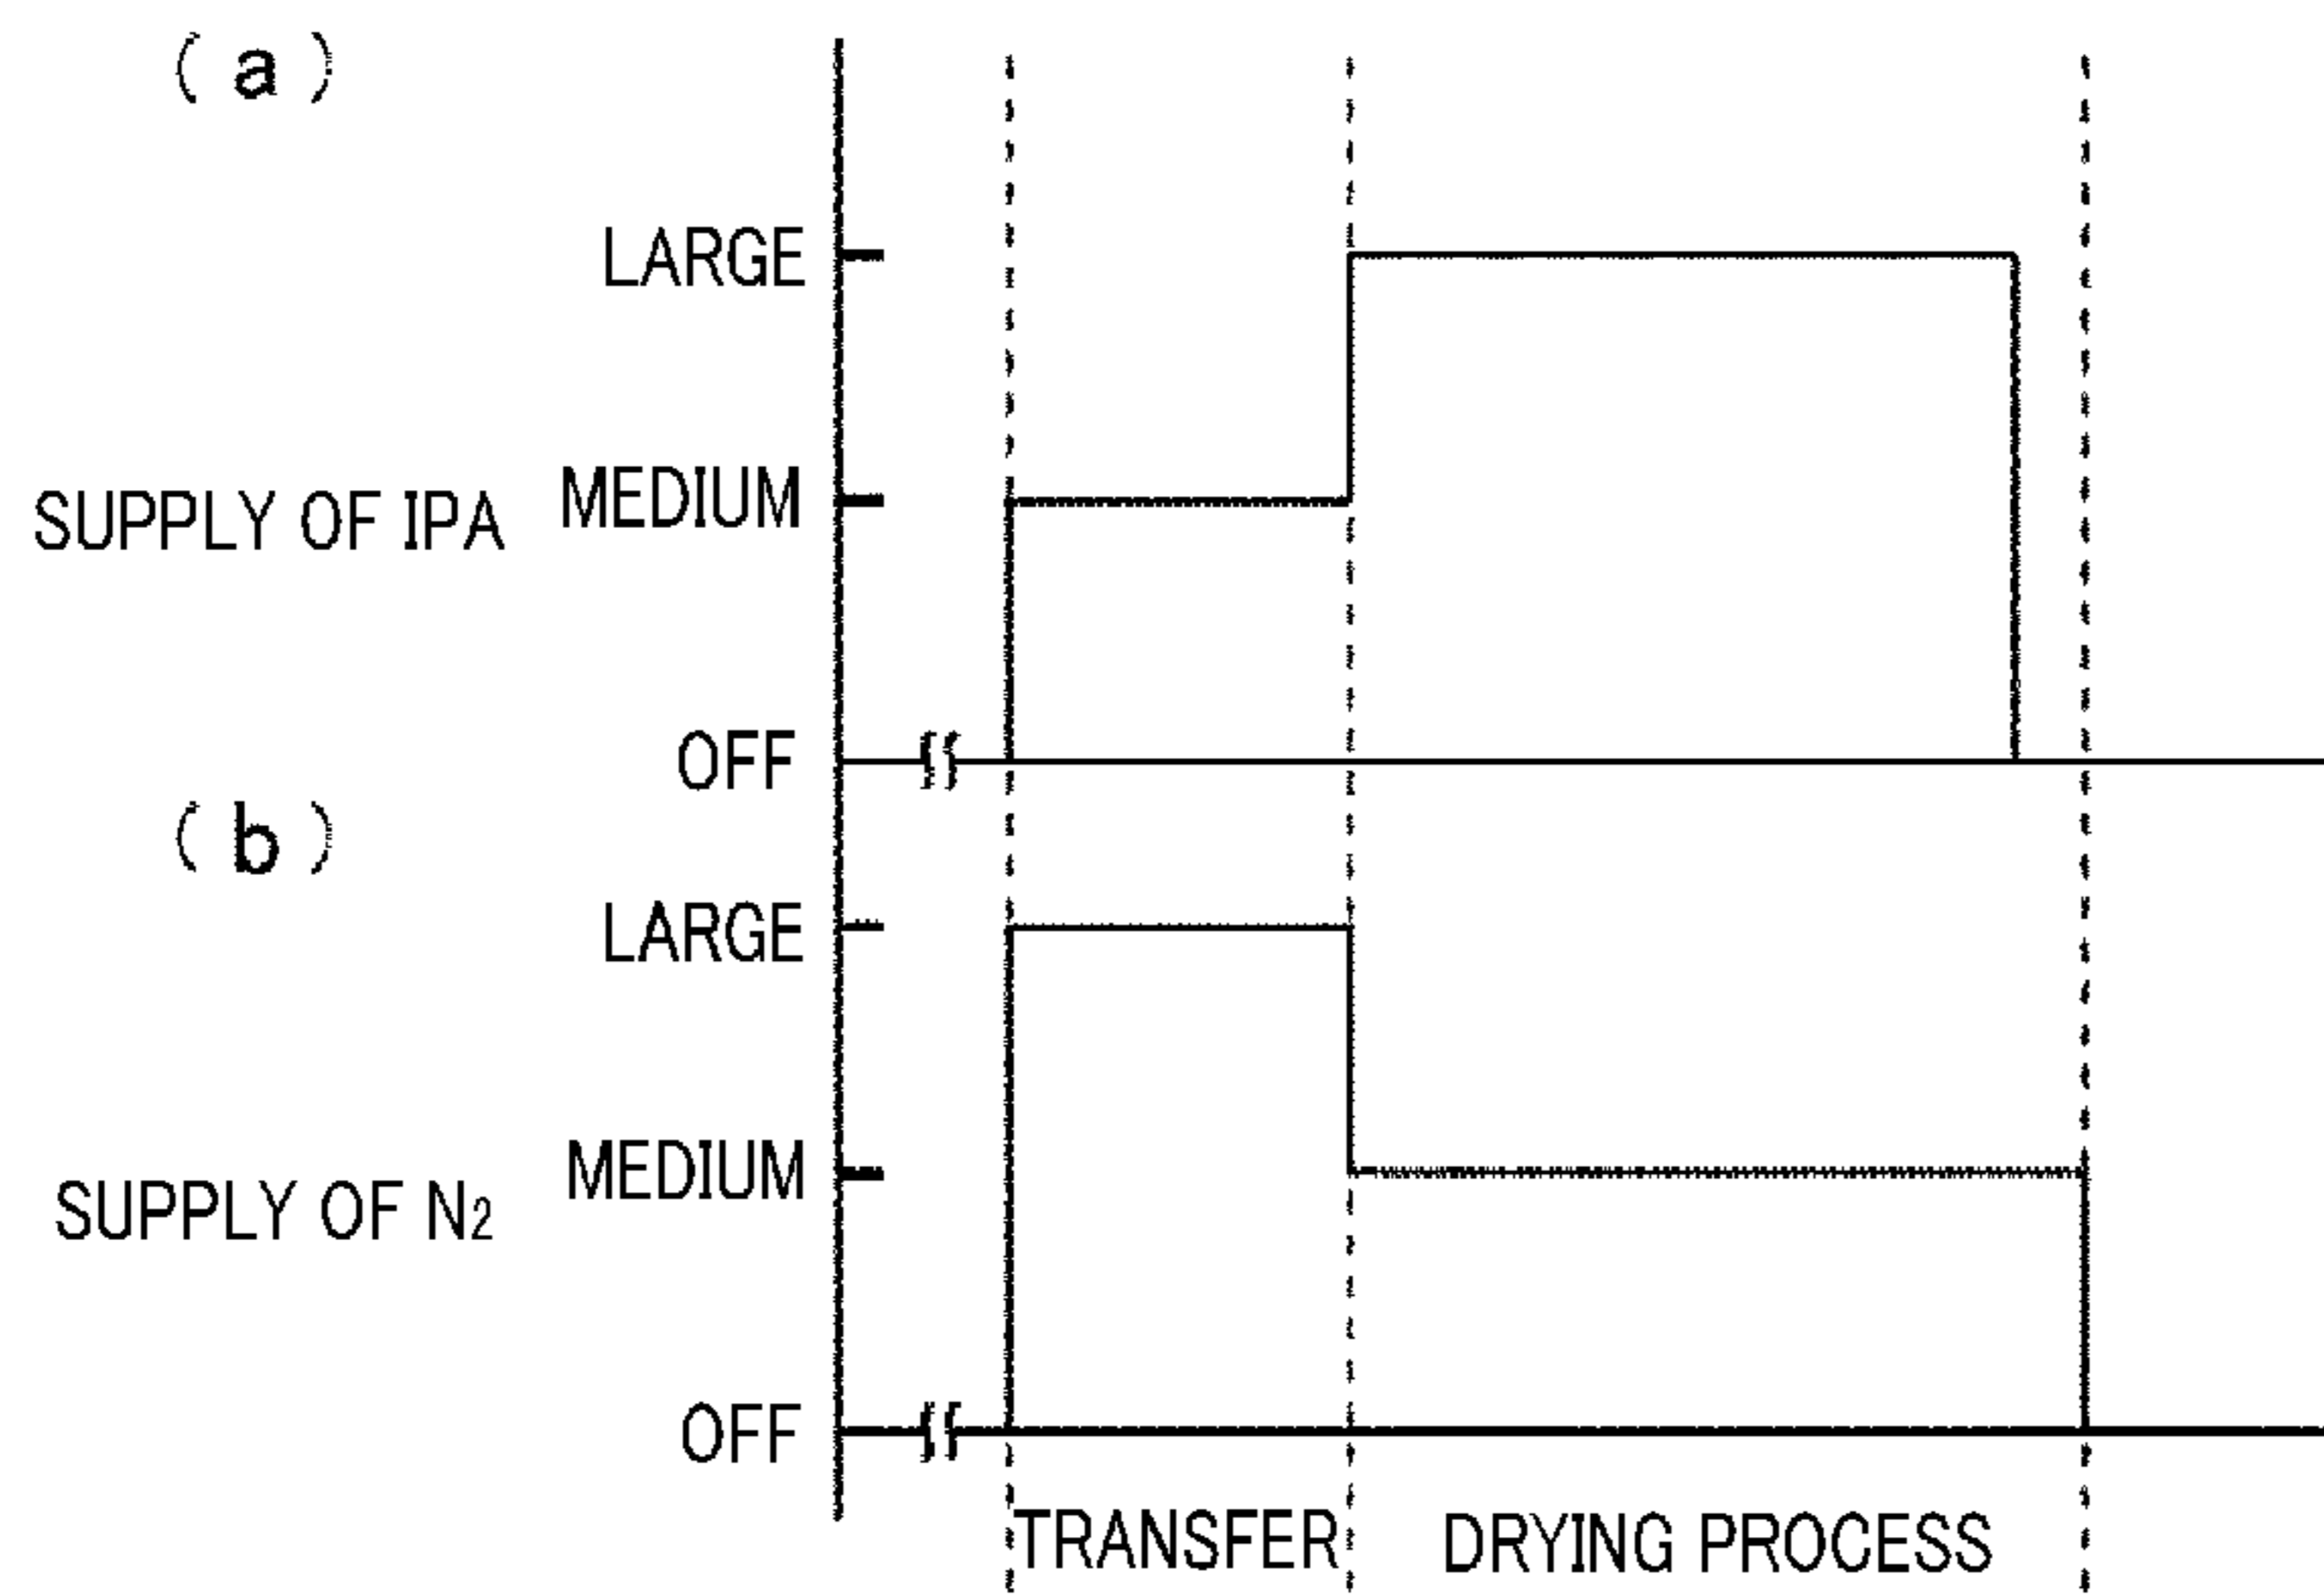 ( a )
LARGE
SUPPLY OF IPA MEDIUM
OFF
( b )
LARGE
MEDIUM
SUPPLY OF N2
OFF
TRANSFER DRYING PROCESS